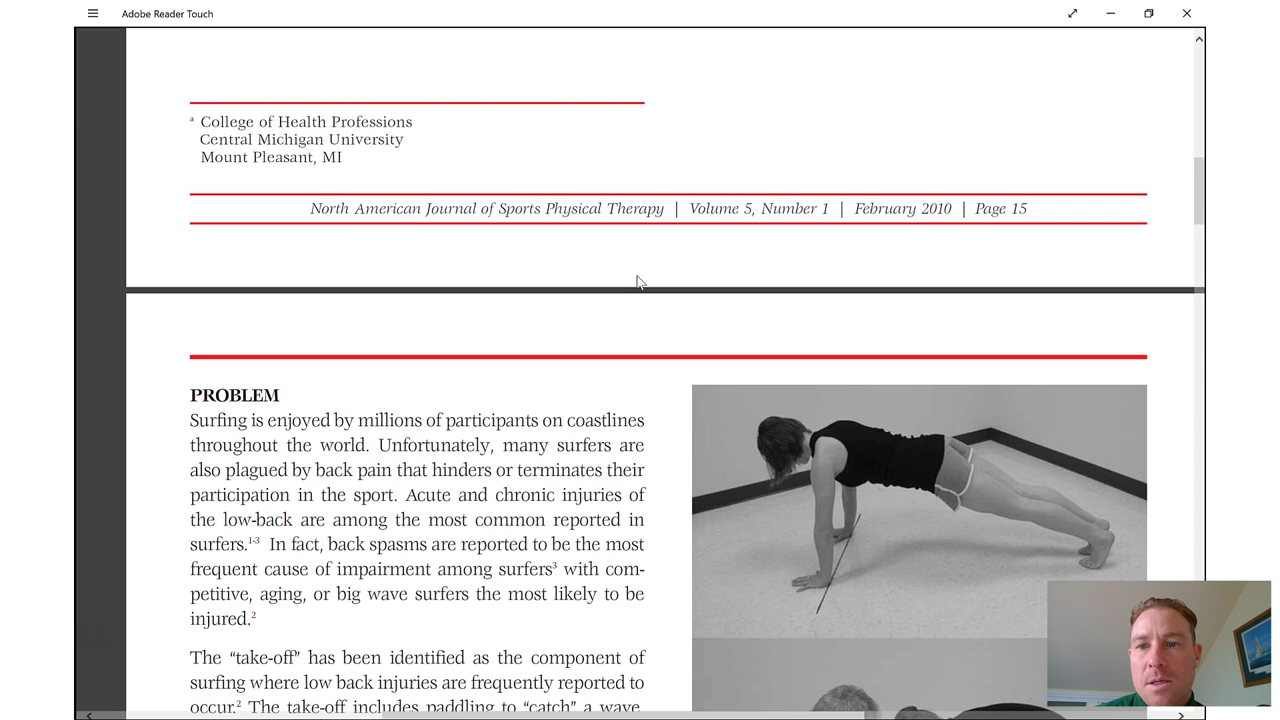 Adobe Reader Touch
ᵃ College of Health Professions
Central Michigan University
Mount Pleasant, MI
North American Journal of Sports Physical Therapy | Volume 5, Number 1 | February 2010 | Page 15
PROBLEM
Surfing is enjoyed by millions of participants on coastlines
throughout the world. Unfortunately, many surfers are
also plagued by back pain that hinders or terminates their
participation in the sport. Acute and chronic injuries of
the low-back are among the most common reported in
surfers.¹⁻³ In fact, back spasms are reported to be the most
frequent cause of impairment among surfers³ with com-
petitive, aging, or big wave surfers the most likely to be
injured.²
The “take-off” has been identified as the component of
surfing where low back injuries are frequently reported to
occur.² The take-off includes paddling to “catch” a wave